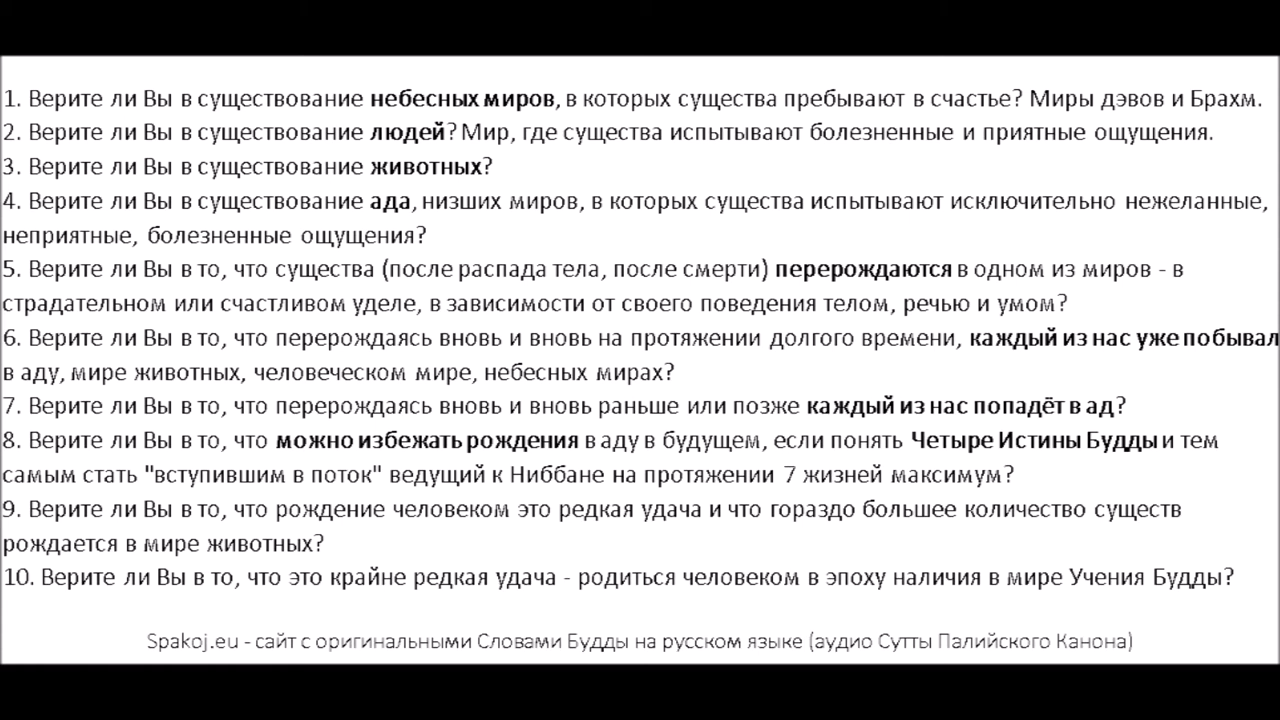 1. Верите ли Вы в существование небесных миров, в которых существа пребывают в счастье? Миры дэвов и Брахм.
2. Верите ли Вы в существование людей? Мир, где существа испытывают болезненные и приятные ощущения.
3. Верите ли Вы в существование животных?
4. Верите ли Вы в существование ада, низших миров, в которых существа испытывают исключительно нежеланные,
неприятные, болезненные ощущения?
5. Верите ли Вы в то, что существа (после распада тела, после смерти) перерождаются в одном из миров - в
страдательном или счастливом уделе, в зависимости от своего поведения телом, речью и умом?
6. Верите ли Вы в то, что перерождаясь вновь и вновь на протяжении долгого времени, каждый из нас уже побывал
в аду, мире животных, человеческом мире, небесных мирах?
7. Верите ли Вы в то, что перерождаясь вновь и вновь раньше или позже каждый из нас попадёт в ад?
8. Верите ли Вы в то, что можно избежать рождения в аду в будущем, если понять Четыре Истины Будды и тем
самым стать "вступившим в поток" ведущий к Ниббане на протяжении 7 жизней максимум?
9. Верите ли Вы в то, что рождение человеком это редкая удача и что гораздо большее количество существ
рождается в мире животных?
10. Верите ли Вы в то, что это крайне редкая удача - родиться человеком в эпоху наличия в мире Учения Будды?
Spakoj.eu - сайт с оригинальными Словами Будды на русском языке (аудио Сутты Палийского Канона)